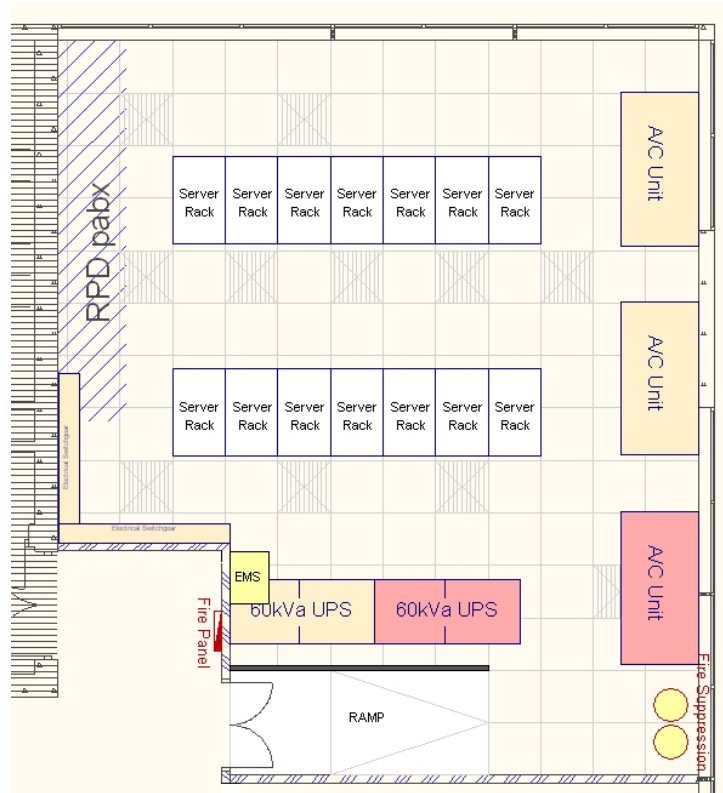 A/C Unit
RPD pabx
Server Rack
Server Rack
Server Rack
Server Rack
Server Rack
Server Rack
Server Rack
A/C Unit
Server Rack
Server Rack
Server Rack
Server Rack
Server Rack
Server Rack
Server Rack
Electrical Switchgear
Electrical Switchgear
A/C Unit
EMS
60kVa UPS
60kVa UPS
Fire Panel
Fire Suppression
RAMP